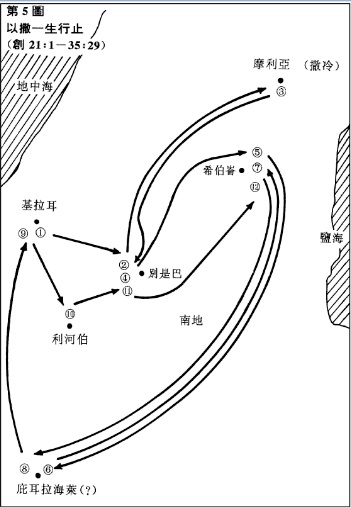 第5圖
以撒一生行止
(創21:1—35:29)
地中海
摩利亞 (撒冷)
③
⑤
希伯崙 ⑦
⑫
基拉耳
⑨ ①
②
④ 別是巴
⑪
鹽海
⑩
利河伯
南地
⑧ ⑥
庇耳拉海萊(?)